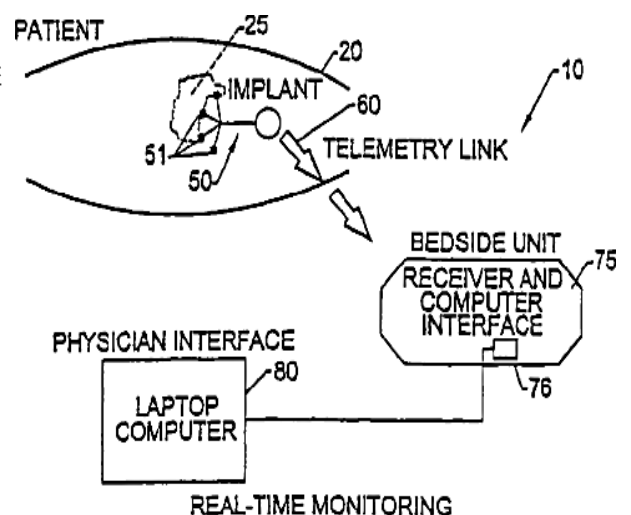 PATIENT
25
20
E
IMPLANT
60
10
51
50
TELEMETRY LINK
BEDSIDE UNIT
75
RECEIVER AND
COMPUTER
INTERFACE
PHYSICIAN INTERFACE
80
76
LAPTOP
COMPUTER
REAL-TIME MONITORING